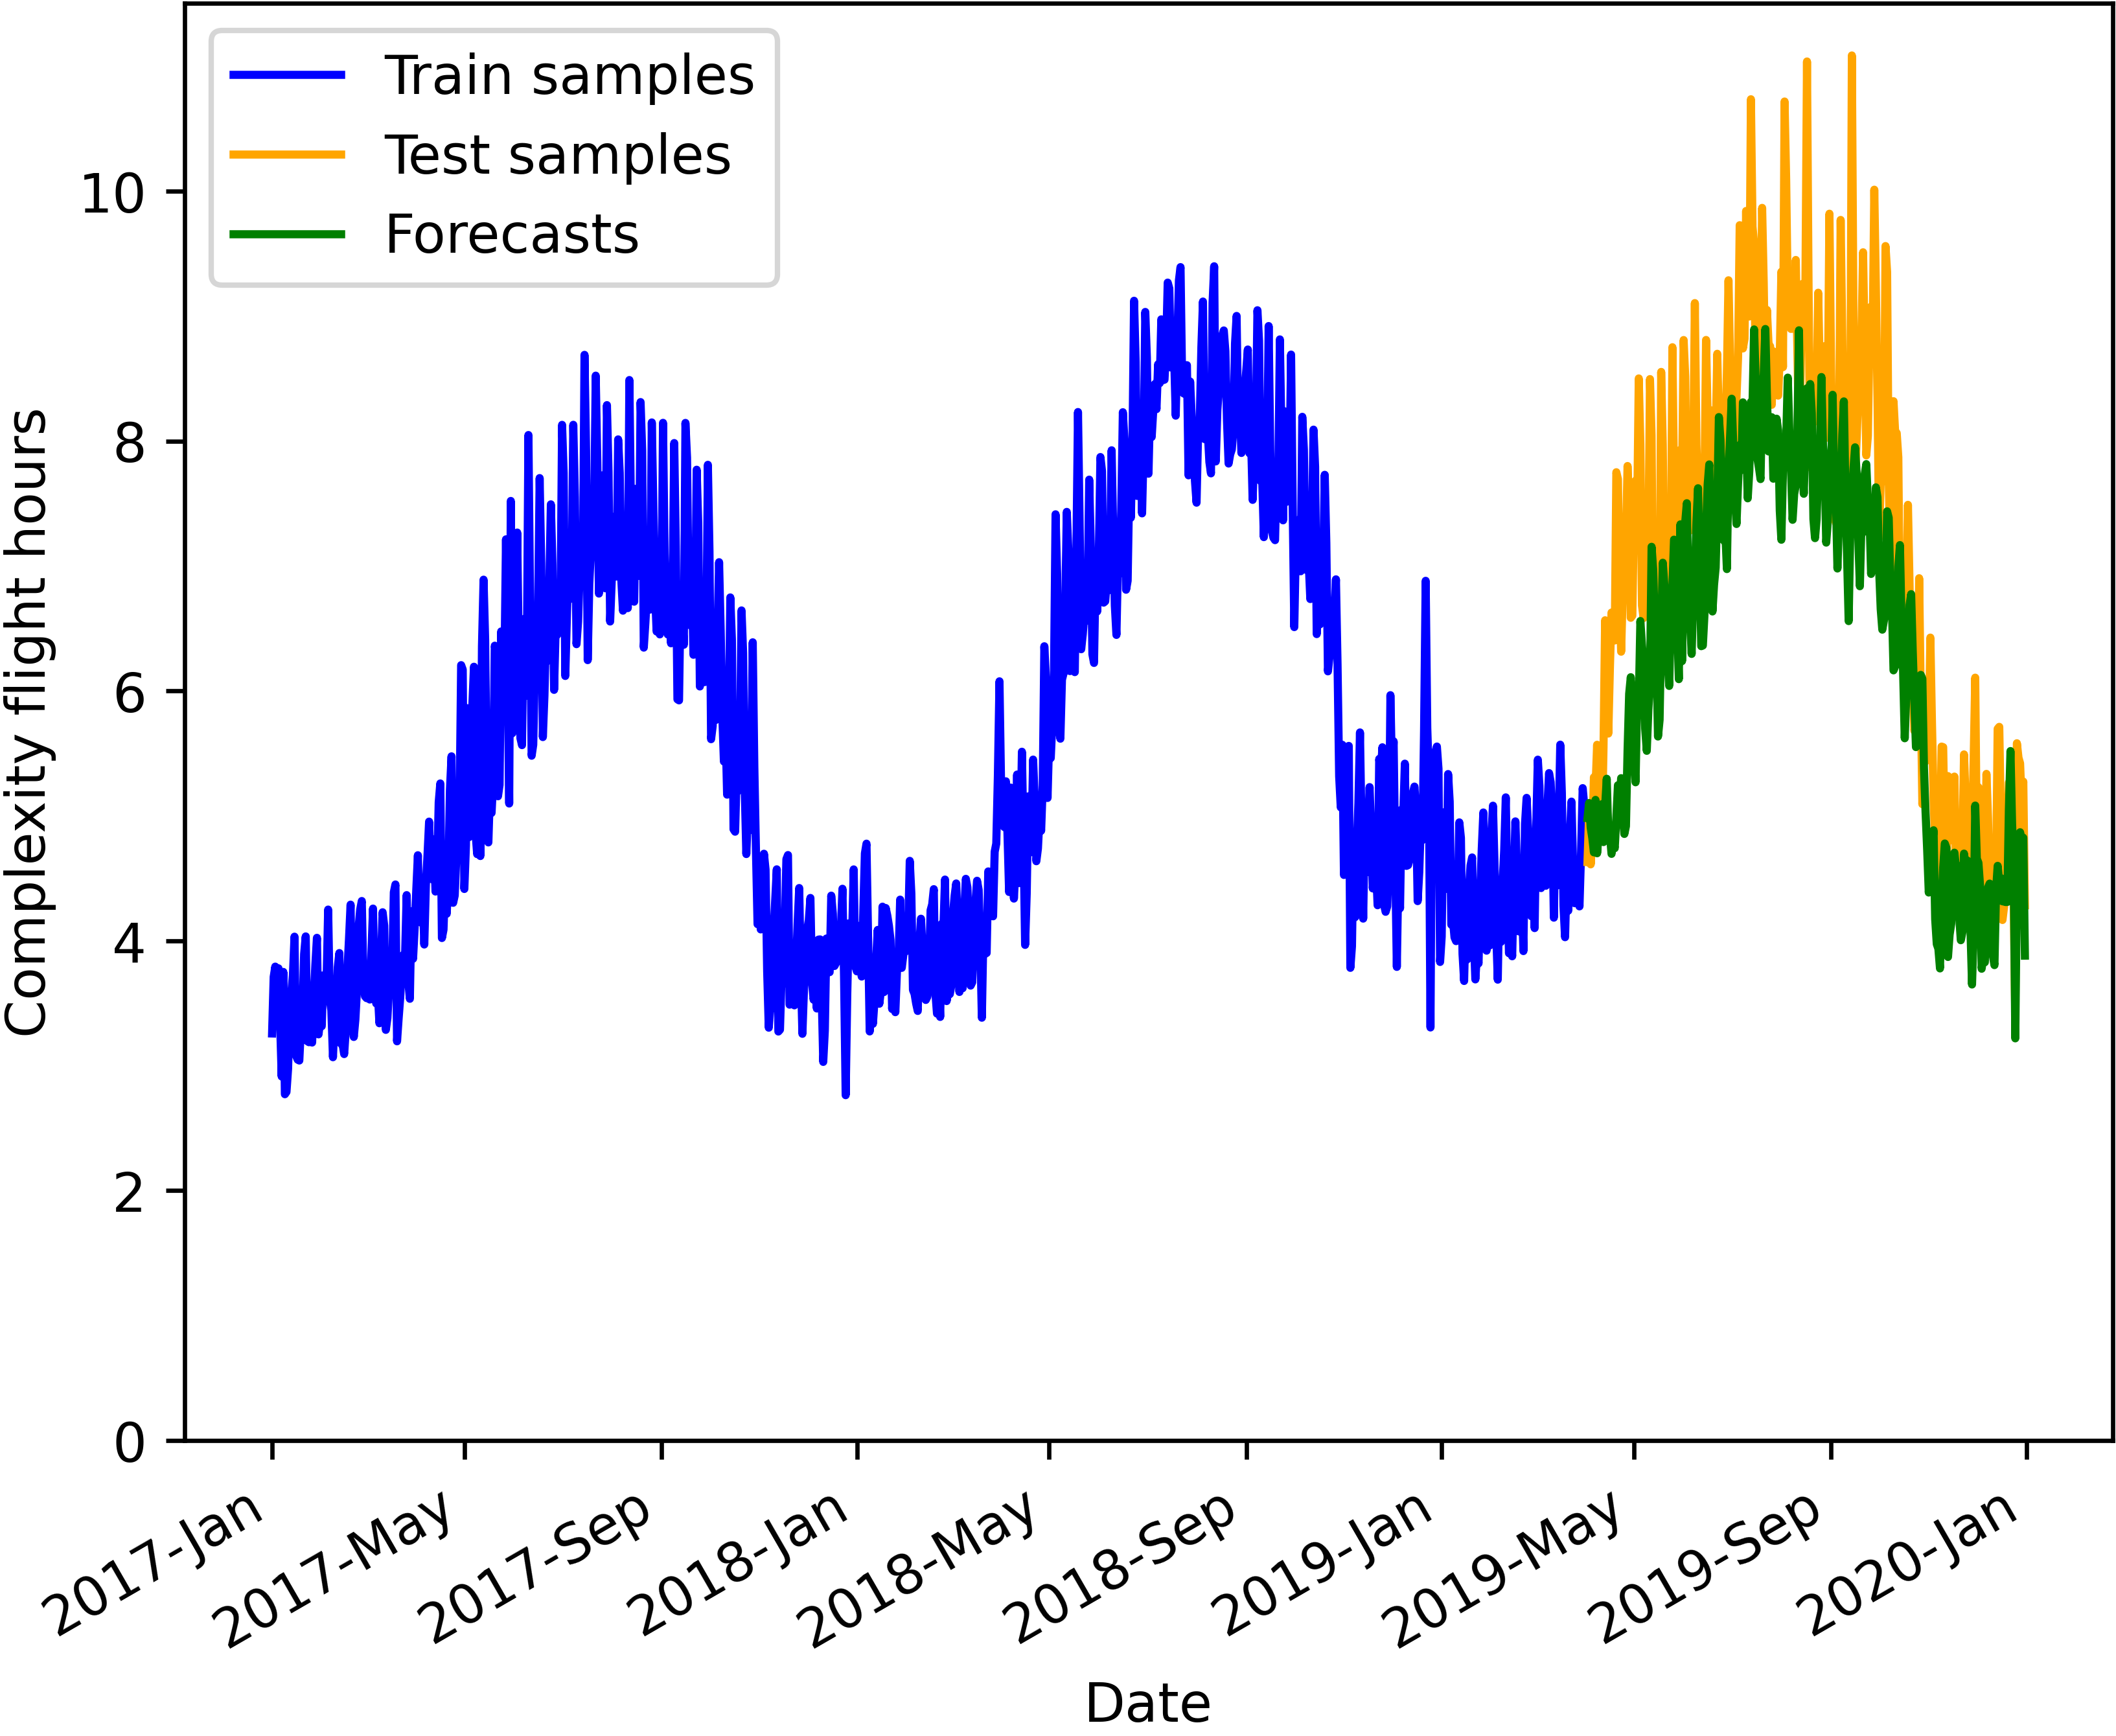 Train samples
Test samples
Forecasts
Complexity flight hours
10
8
6
4
2
0
2017-Jan
2017-May
2017-Sep
2018-Jan
2018-May
2018-Sep
2019-Jan
2019-May
2019-Sep
2020-Jan
Date